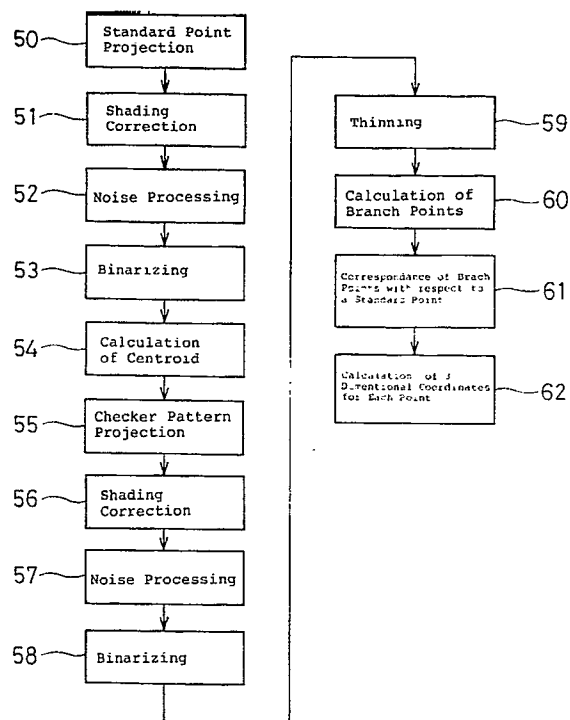 50
Standard Point
Projection
51
Shading
Correction
52
Noise Processing
53
Binarizing
54
Calculation
of Centroid
55
Checker Pattern
Projection
56
Shading
Correction
57
Noise Processing
58
Binarizing
Thinning
59
Calculation of
Branch Points
60
Correspondance of Brach
Points with respect to
a Standard Point
61
Calculation of 3
Dimentional Coordinates
for Each Point
62